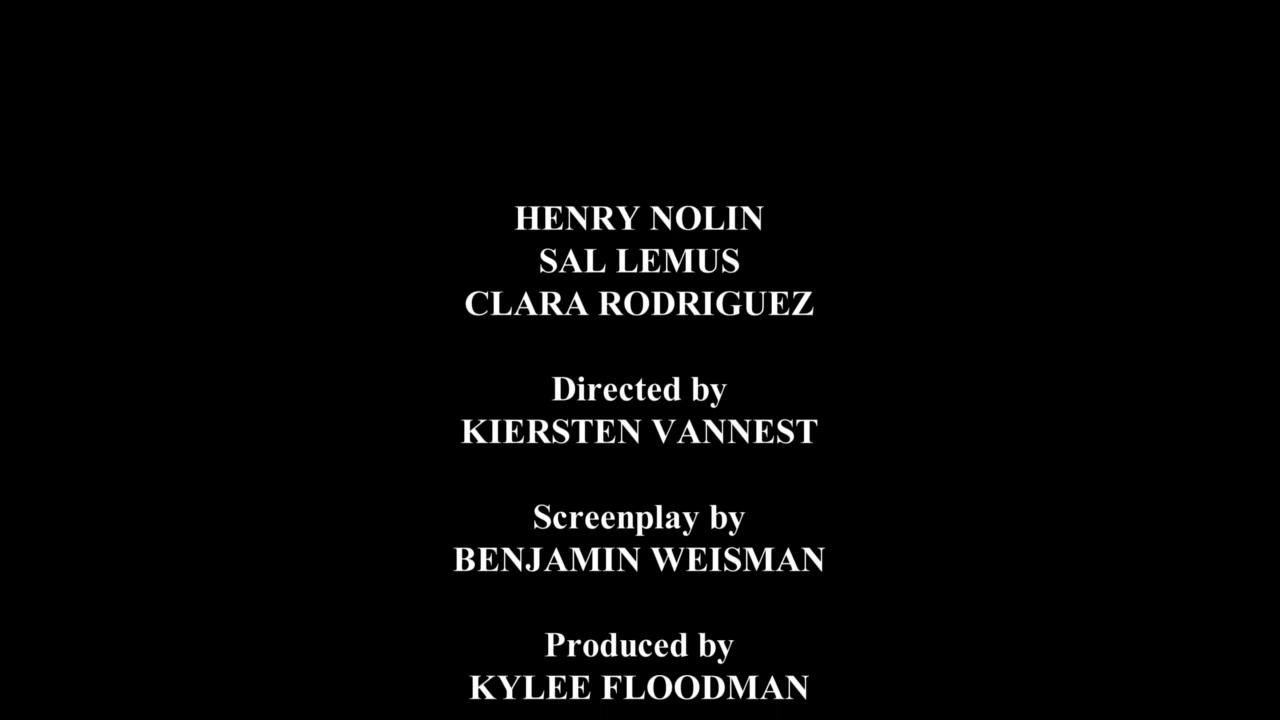 HENRY NOLIN
SAL LEMUS
CLARA RODRIGUEZ
Directed by
KIERSTEN VANNEST
Screenplay by
BENJAMIN WEISMAN
Produced by
KYLEE FLOODMAN